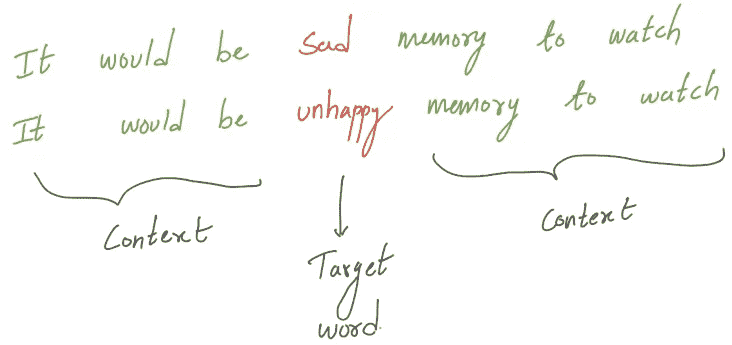 It would be sad memory to watch
It would be unhappy memory to watch
Context
Context
Target
word